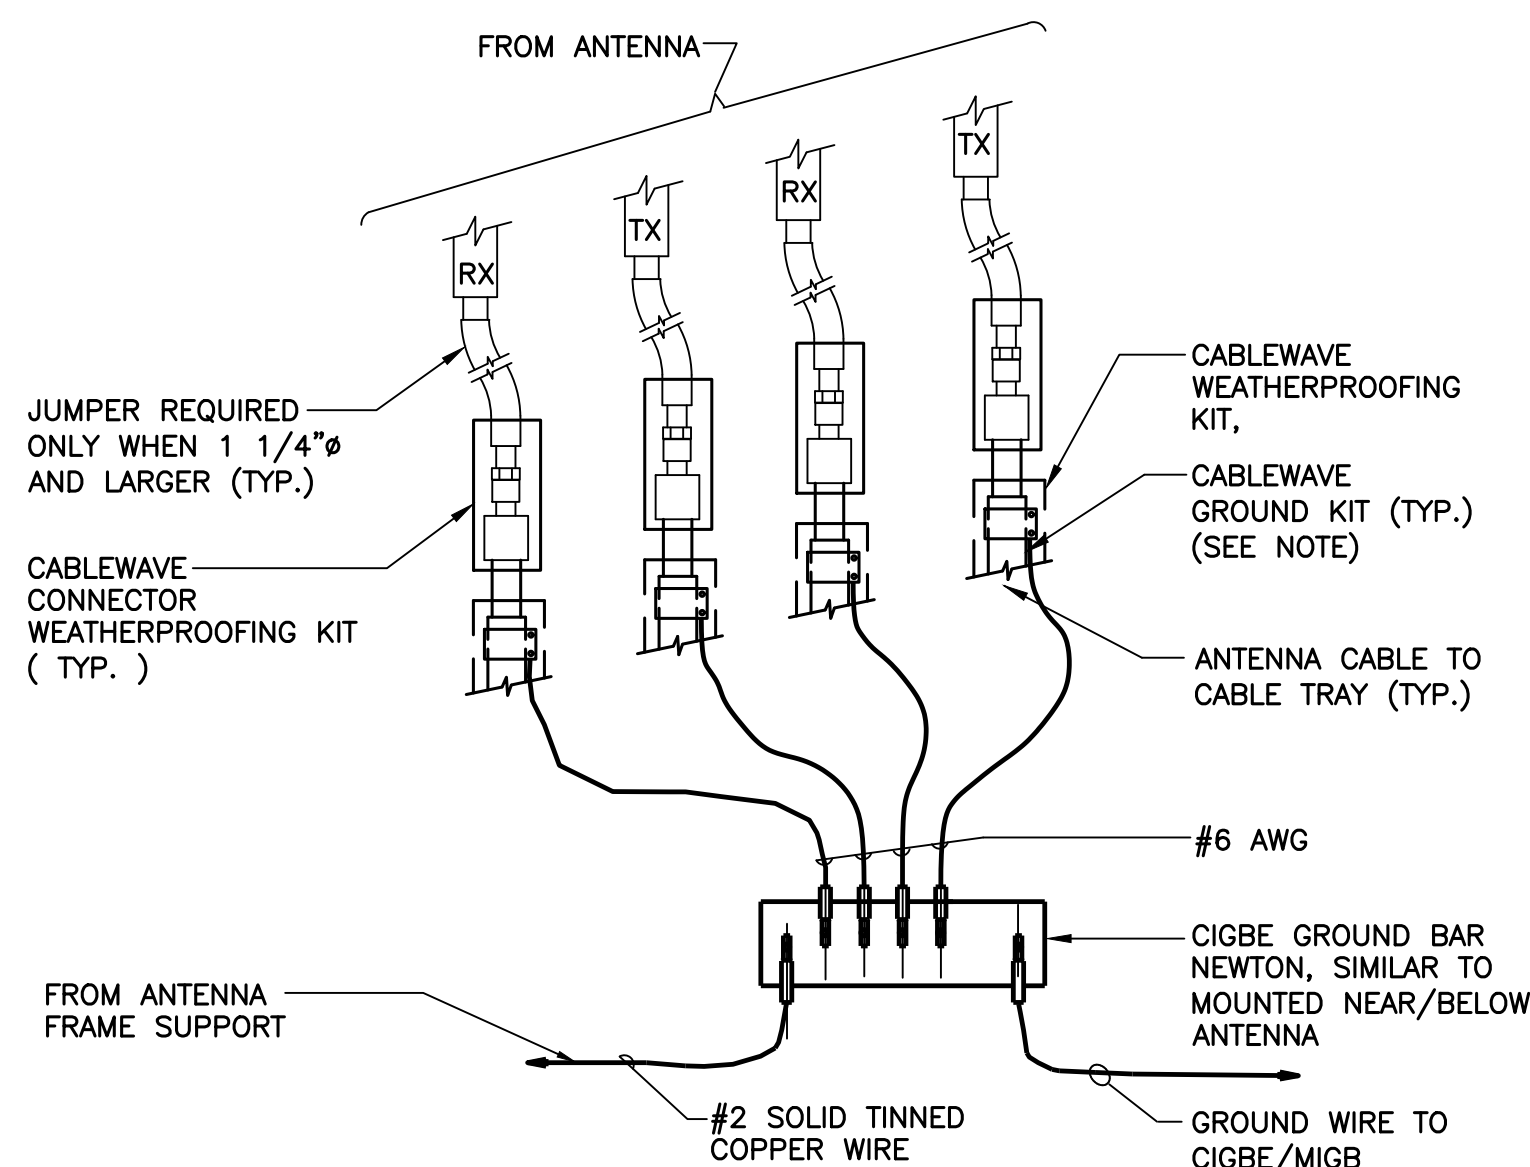 FROM ANTENNA
TX
RX
TX
RX
JUMPER REQUIRED
ONLY WHEN 1 1/4"ø
AND LARGER (TYP.)
CABLEWAVE
CONNECTOR
WEATHERPROOFING KIT
( TYP. )
CABLEWAVE
WEATHERPROOFING
KIT,
CABLEWAVE
GROUND KIT (TYP.)
(SEE NOTE)
ANTENNA CABLE TO
CABLE TRAY (TYP.)
#6 AWG
CIGBE GROUND BAR
NEWTON, SIMILAR TO
MOUNTED NEAR/BELOW
ANTENNA
FROM ANTENNA
FRAME SUPPORT
#2 SOLID TINNED
COPPER WIRE
GROUND WIRE TO
CIGBE/MIGB